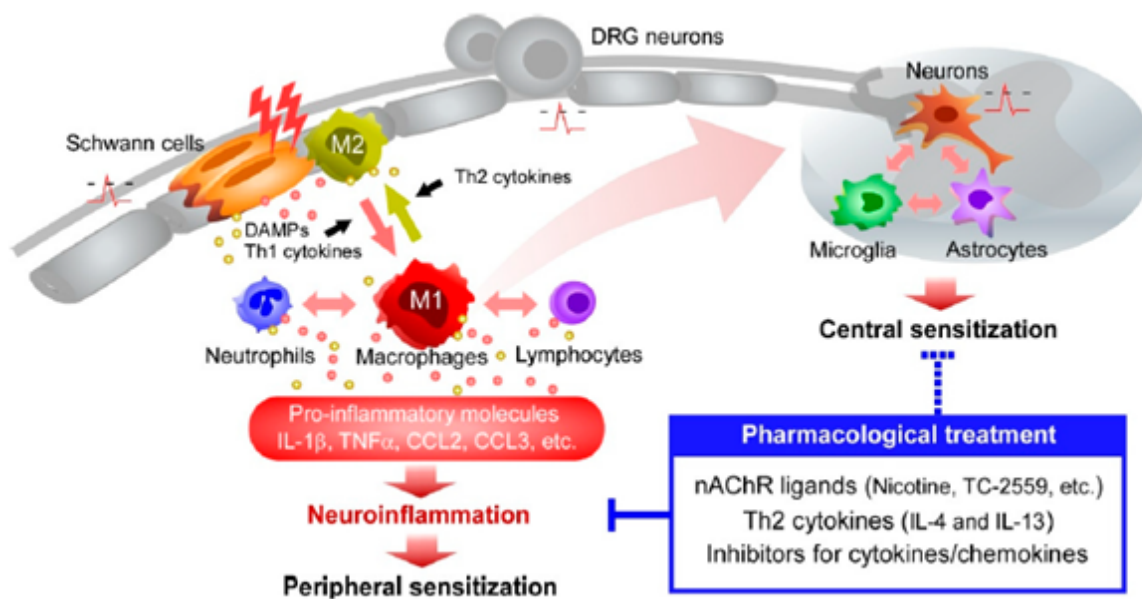 DRG neurons
Neurons
Schwann cells
M2
Th2 cytokines
DAMPs
Th1 cytokines
Microglia
Astrocytes
M1
Neutrophils
Macrophages
Lymphocytes
Central sensitization
Pro-inflammatory molecules
IL-1β, TNFα, CCL2, CCL3, etc.
Neuroinflammation
Peripheral sensitization
Pharmacological treatment
nAChR ligands (Nicotine, TC-2559, etc.)
Th2 cytokines (IL-4 and IL-13)
Inhibitors for cytokines/chemokines